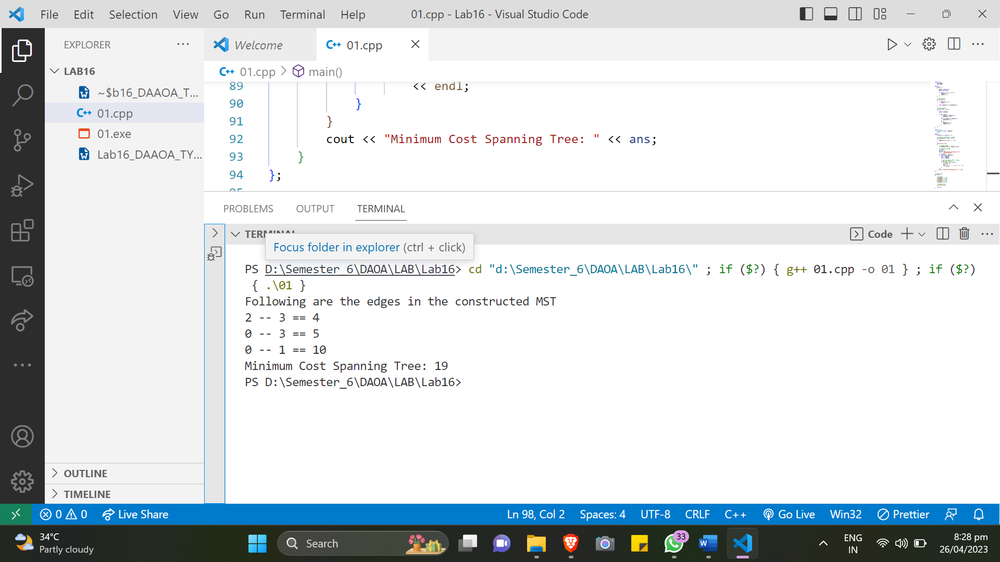 File Edit Selection View Go Run Terminal Help
01.cpp - Lab16 - Visual Studio Code
EXPLORER
LAB16
~$b16_DAAOA_T...
01.cpp
01.exe
Lab16_DAAOA_TY...
OUTLINE
TIMELINE
Welcome
01.cpp
01.cpp > main()
89 << endl;
90 }
91 }
92 cout << "Minimum Cost Spanning Tree: " << ans;
93 }
94 };
95
PROBLEMS OUTPUT TERMINAL
TERMINAL
Code
Focus folder in explorer (ctrl + click)
PS D:\Semester_6\DAOA\LAB\Lab16> cd "d:\Semester_6\DAOA\LAB\Lab16\" ; if ($?) { g++ 01.cpp -o 01 } ; if ($?)
{ .\01 }
Following are the edges in the constructed MST
2 -- 3 == 4
0 -- 3 == 5
0 -- 1 == 10
Minimum Cost Spanning Tree: 19
PS D:\Semester_6\DAOA\LAB\Lab16>
0 0 Live Share
Ln 98, Col 2 Spaces: 4 UTF-8 CRLF C++ Go Live Win32 Prettier
34°C
Partly cloudy
Search
33
ENG
IN
8:28 pm
26/04/2023